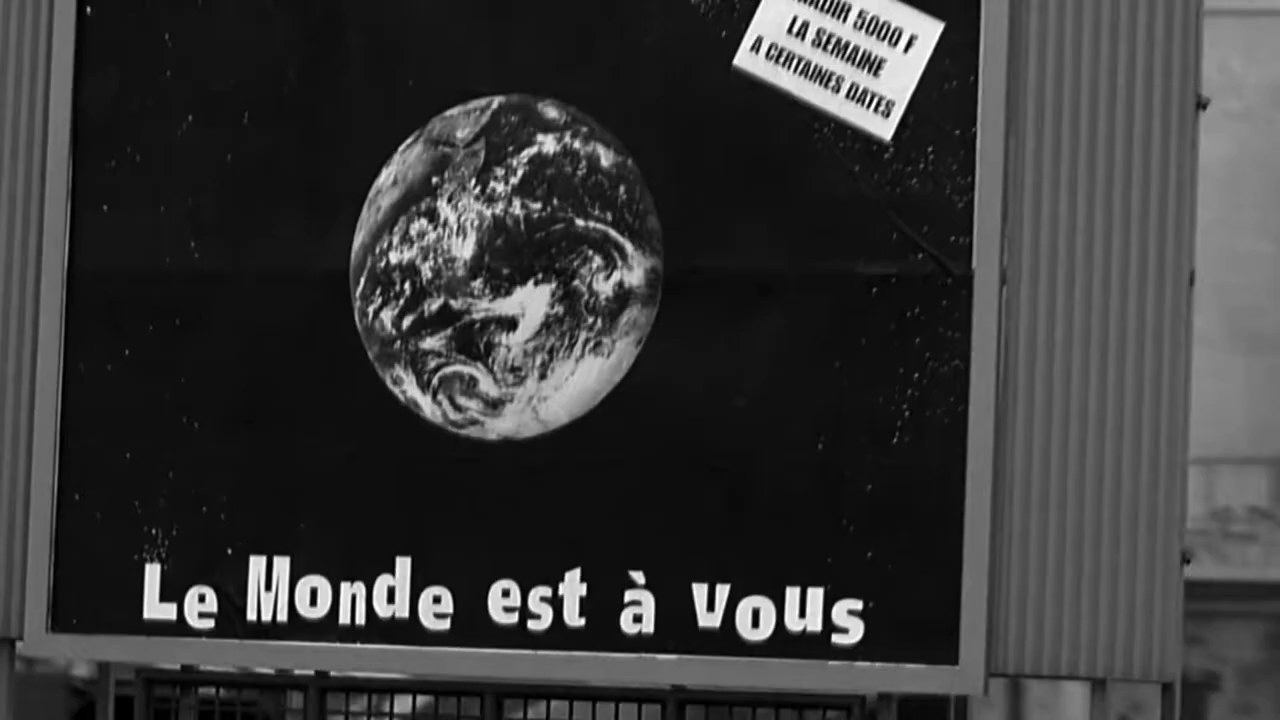 5000 F
LA SEMAINE
A CERTAINES DATES
Le Monde est à vous